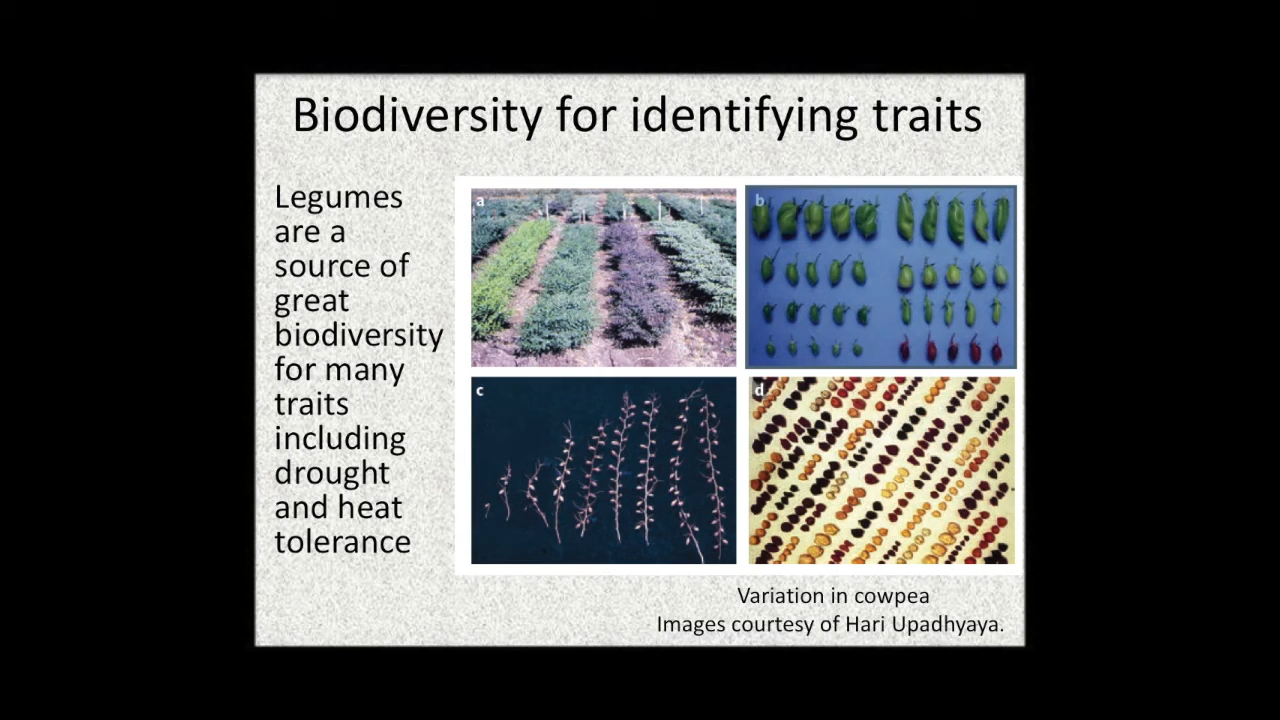 Biodiversity for identifying traits
Legumes
are a
source of
great
biodiversity
for many
traits
including
drought
and heat
tolerance
a
b
c
d
Variation in cowpea
Images courtesy of Hari Upadhyaya.